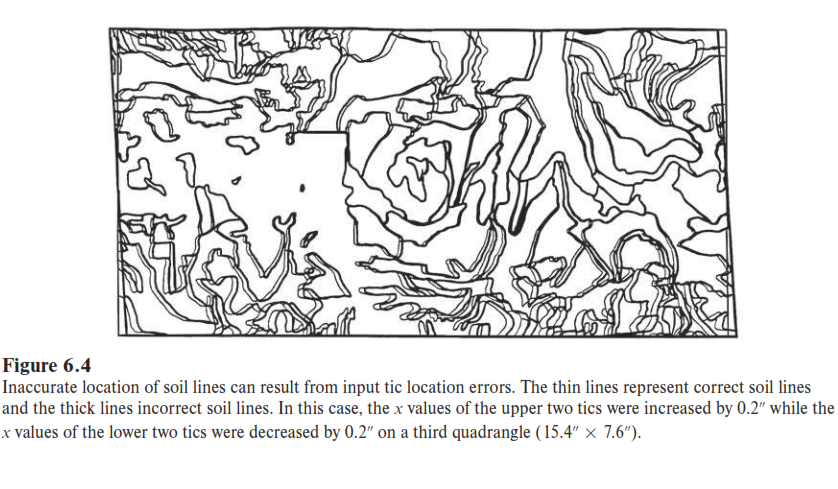 Figure 6.4
Inaccurate location of soil lines can result from input tic location errors. The thin lines represent correct soil lines
and the thick lines incorrect soil lines. In this case, the x values of the upper two tics were increased by 0.2″ while the
x values of the lower two tics were decreased by 0.2″ on a third quadrangle (15.4″ × 7.6″).